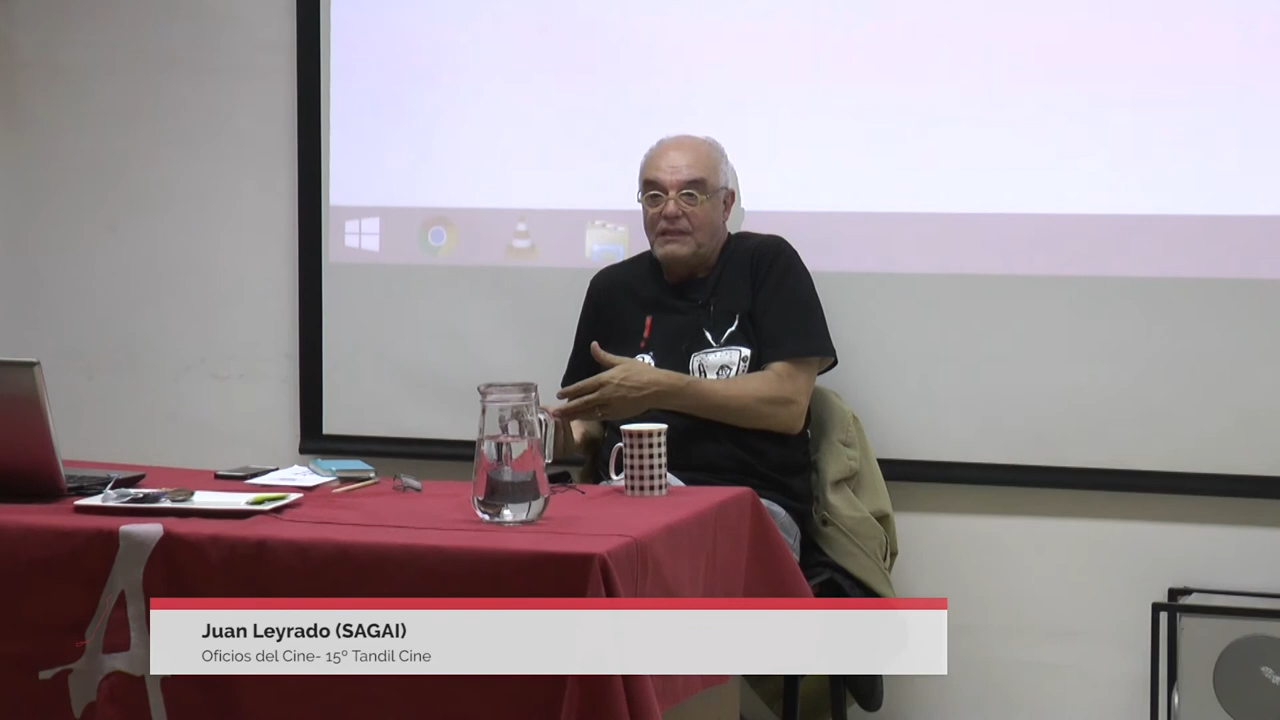 Juan Leyrado (SAGAI)
Oficios del Cine- 15º Tandil Cine
A